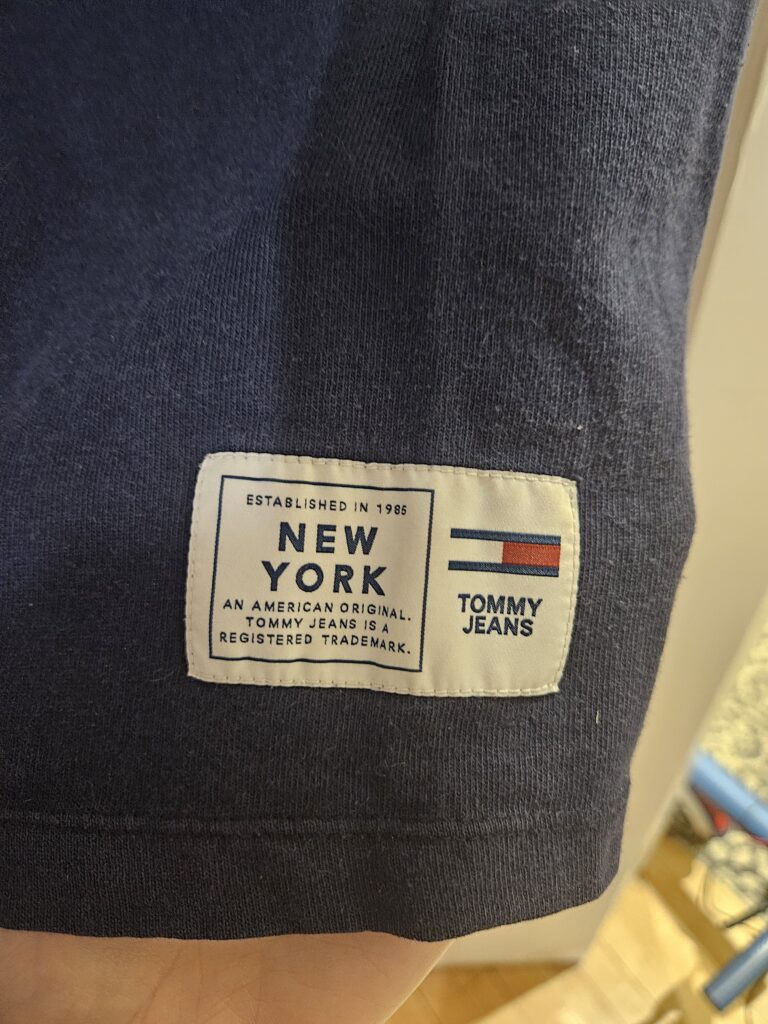 ESTABLISHED IN 1985
NEW
YORK
AN AMERICAN ORIGINAL.
TOMMY JEANS IS A
REGISTERED TRADEMARK.
TOMMY
JEANS